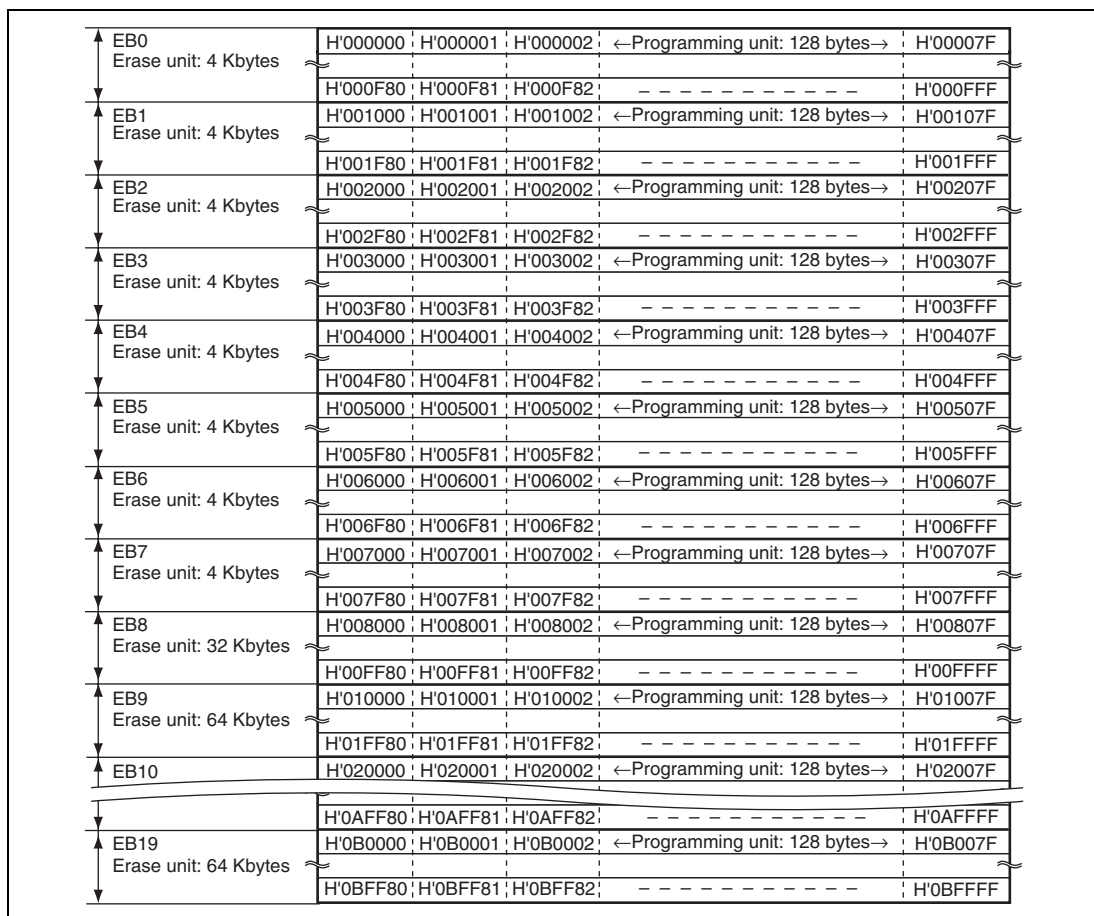 EB0 H'000000 H'000001 H'000002 ←Programming unit: 128 bytes→ H'00007F
Erase unit: 4 Kbytes
H'000F80 H'000F81 H'000F82 – – – – – – – – – – – H'000FFF
EB1 H'001000 H'001001 H'001002 ←Programming unit: 128 bytes→ H'00107F
Erase unit: 4 Kbytes
H'001F80 H'001F81 H'001F82 – – – – – – – – – – – H'001FFF
EB2 H'002000 H'002001 H'002002 ←Programming unit: 128 bytes→ H'00207F
Erase unit: 4 Kbytes
H'002F80 H'002F81 H'002F82 – – – – – – – – – – – H'002FFF
EB3 H'003000 H'003001 H'003002 ←Programming unit: 128 bytes→ H'00307F
Erase unit: 4 Kbytes
H'003F80 H'003F81 H'003F82 – – – – – – – – – – – H'003FFF
EB4 H'004000 H'004001 H'004002 ←Programming unit: 128 bytes→ H'00407F
Erase unit: 4 Kbytes
H'004F80 H'004F81 H'004F82 – – – – – – – – – – – H'004FFF
EB5 H'005000 H'005001 H'005002 ←Programming unit: 128 bytes→ H'00507F
Erase unit: 4 Kbytes
H'005F80 H'005F81 H'005F82 – – – – – – – – – – – H'005FFF
EB6 H'006000 H'006001 H'006002 ←Programming unit: 128 bytes→ H'00607F
Erase unit: 4 Kbytes
H'006F80 H'006F81 H'006F82 – – – – – – – – – – – H'006FFF
EB7 H'007000 H'007001 H'007002 ←Programming unit: 128 bytes→ H'00707F
Erase unit: 4 Kbytes
H'007F80 H'007F81 H'007F82 – – – – – – – – – – – H'007FFF
EB8 H'008000 H'008001 H'008002 ←Programming unit: 128 bytes→ H'00807F
Erase unit: 32 Kbytes
H'00FF80 H'00FF81 H'00FF82 – – – – – – – – – – – H'00FFFF
EB9 H'010000 H'010001 H'010002 ←Programming unit: 128 bytes→ H'01007F
Erase unit: 64 Kbytes
H'01FF80 H'01FF81 H'01FF82 – – – – – – – – – – – H'01FFFF
EB10 H'020000 H'020001 H'020002 ←Programming unit: 128 bytes→ H'02007F
H'0AFF80 H'0AFF81 H'0AFF82 – – – – – – – – – – – H'0AFFFF
EB19 H'0B0000 H'0B0001 H'0B0002 ←Programming unit: 128 bytes→ H'0B007F
Erase unit: 64 Kbytes
H'0BFF80 H'0BFF81 H'0BFF82 – – – – – – – – – – – H'0BFFFF